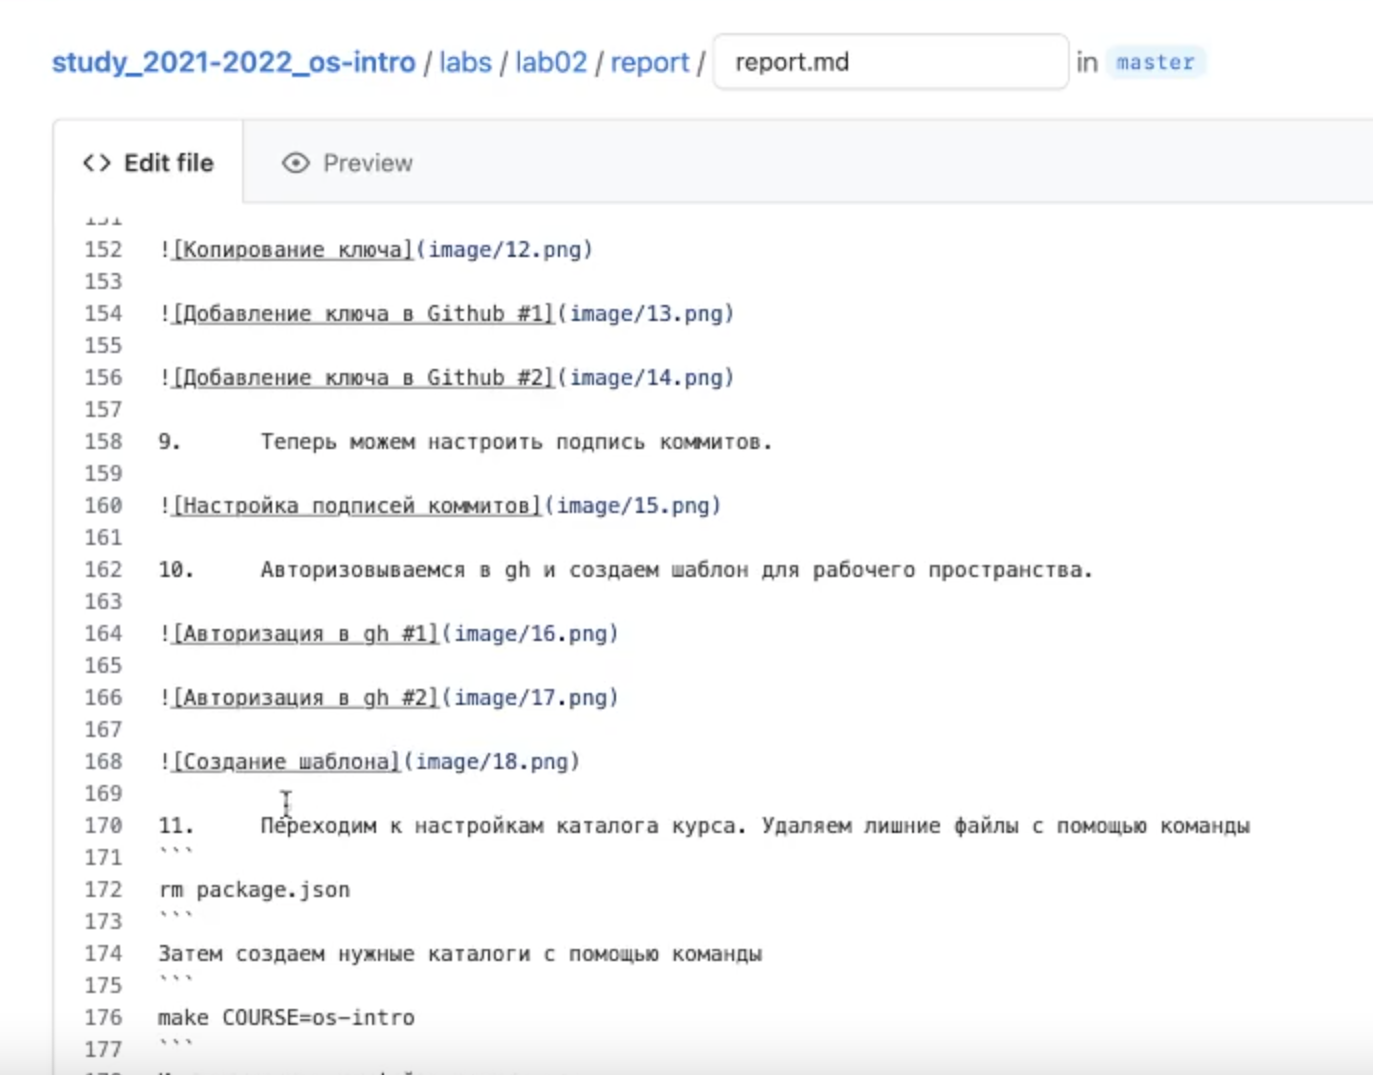 study_2021-2022_os-intro / labs / lab02 / report / report.md in master
<> Edit file Preview
151
152 ![Копирование ключа](image/12.png)
153
154 ![Добавление ключа в Github #1](image/13.png)
155
156 ![Добавление ключа в Github #2](image/14.png)
157
158 9. Теперь можем настроить подпись коммитов.
159
160 ![Настройка подписей коммитов](image/15.png)
161
162 10. Авторизовываемся в gh и создаем шаблон для рабочего пространства.
163
164 ![Авторизация в gh #1](image/16.png)
165
166 ![Авторизация в gh #2](image/17.png)
167
168 ![Создание шаблона](image/18.png)
169
170 11. Переходим к настройкам каталога курса. Удаляем лишние файлы с помощью команды
171 ```
172 rm package.json
173 ```
174 Затем создаем нужные каталоги с помощью команды
175 ```
176 make COURSE=os-intro
177 ```